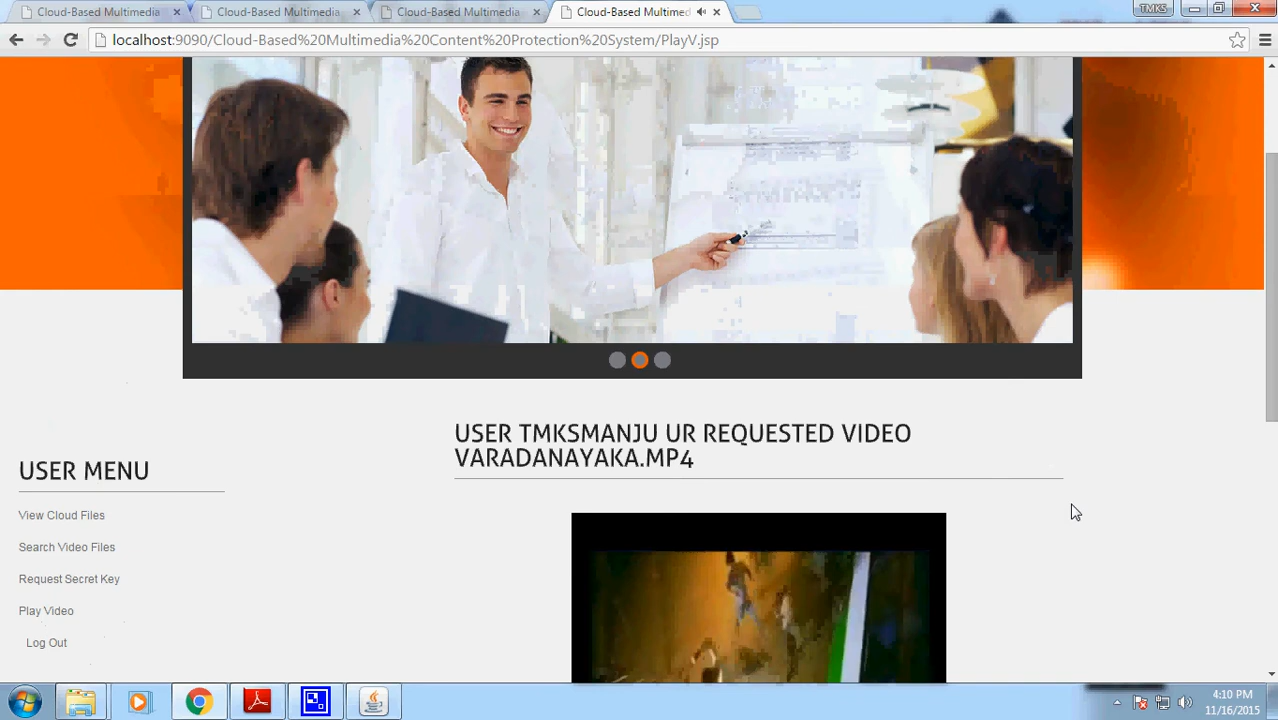 Cloud-Based Multimedia
Cloud-Based Multimedia
Cloud-Based Multimedia
Cloud-Based Multimed
TMKS
localhost:9090/Cloud-Based%20Multimedia%20Content%20Protection%20System/PlayV.jsp
USER TMKSMANJU UR REQUESTED VIDEO
VARADANAYAKA.MP4
USER MENU
View Cloud Files
Search Video Files
Request Secret Key
Play Video
Log Out
4:10 PM
11/16/2015